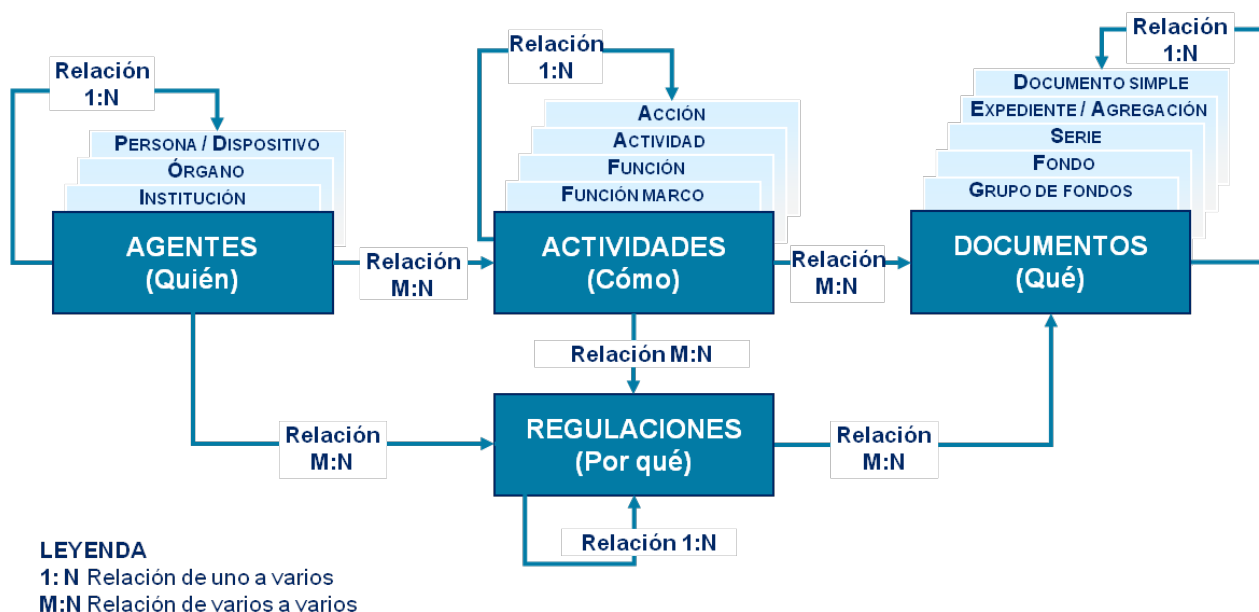 Relación
1:N
PERSONA / DISPOSITIVO
ÓRGANO
INSTITUCIÓN
AGENTES
(Quién)
Relación
M:N
Relación
1:N
ACCIÓN
ACTIVIDAD
FUNCIÓN
FUNCIÓN MARCO
ACTIVIDADES
(Cómo)
Relación
M:N
Relación
1:N
DOCUMENTO SIMPLE
EXPEDIENTE / AGREGACIÓN
SERIE
FONDO
GRUPO DE FONDOS
DOCUMENTOS
(Qué)
Relación M:N
Relación
M:N
REGULACIONES
(Por qué)
Relación
M:N
Relación 1:N
LEYENDA
1: N Relación de uno a varios
M:N Relación de varios a varios